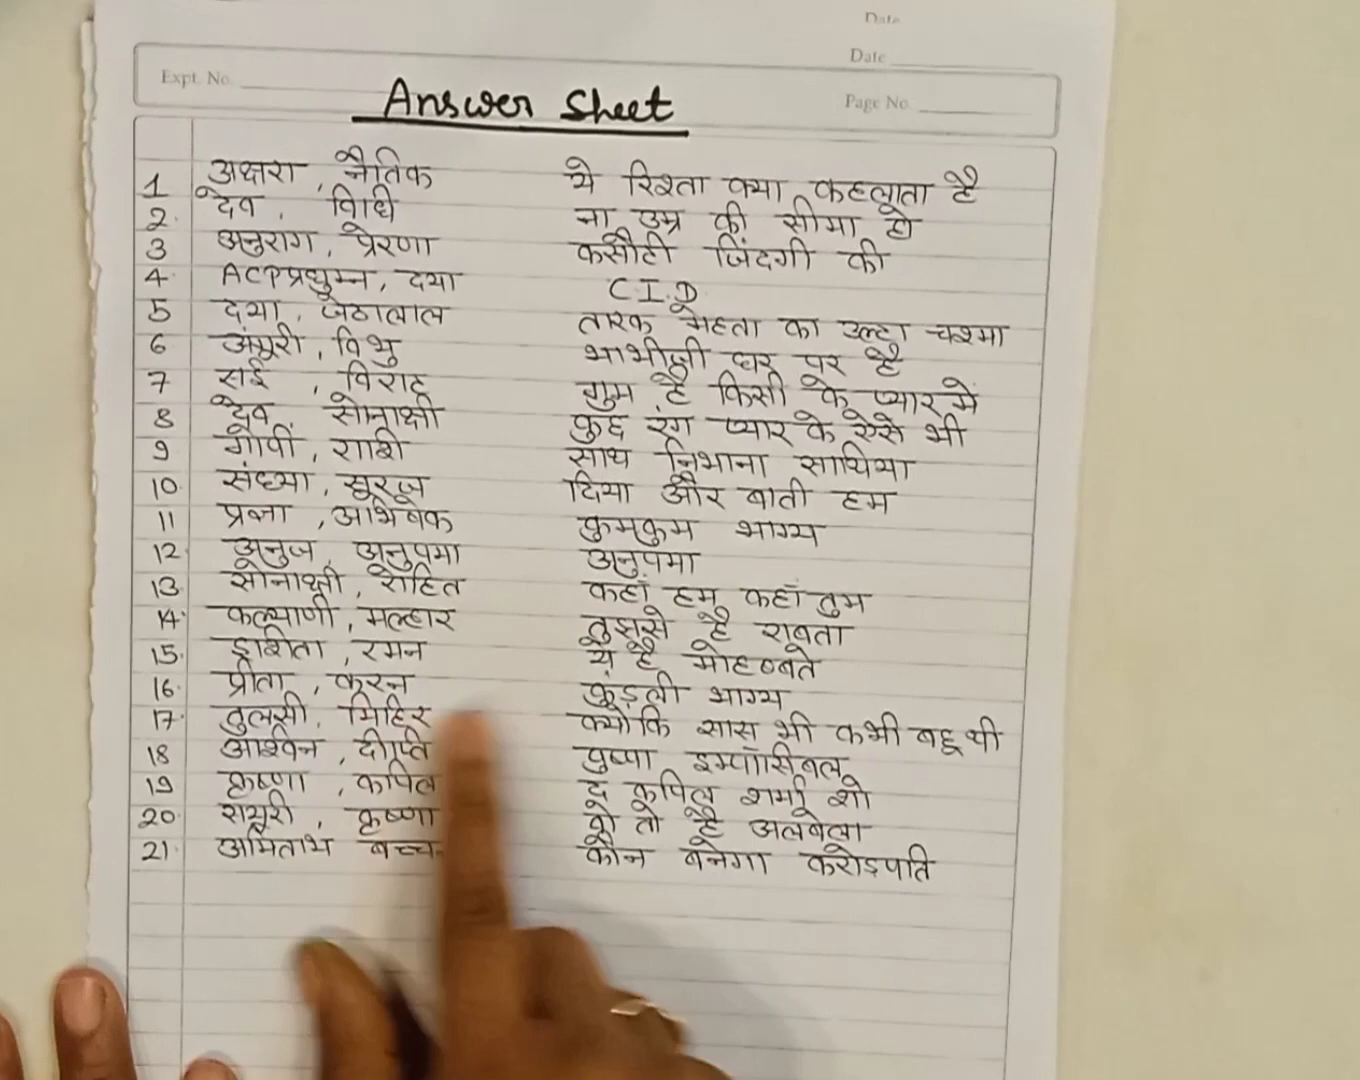 Date
Date
Expt. No.
Page No.
Answer Sheet
1 अक्षरा, नैतिक ये रिश्ता क्या कहलाता है
2. देव, विधि ना उम्र की सीमा हो
3 अनुराग, प्रेरणा कसौटी जिंदगी की
4. ACP प्रधुम्न, दया C.I.D
5 दया, जेठालाल तारक मेहता का उल्टा चश्मा
6 अंगूरी, विभु भाभीजी घर पर है
7 सई, विराट गुम है किसी के प्यार में
8 देव, सोनाक्षी कुछ रंग प्यार के ऐसे भी
9 गोपी, राशि साथ निभाना साथिया
10. संध्या, सूरज दिया और बाती हम
11 प्रज्ञा, अभिषेक कुमकुम भाग्य
12. अनुज, अनुपमा अनुपमा
13. सोनाक्षी, रोहित कहाँ हम कहाँ तुम
14. कल्याणी, मल्हार तुझसे है राबता
15. इशिता, रमन ये है मोहब्बते
16. प्रीता, करन कुंडली भाग्य
17. तुलसी, मिहिर क्योंकि सास भी कभी बहू थी
18 अश्विन, दीप्ति पुष्पा इम्पॉसिबल
19 कृष्णा, कपिल द कपिल शर्मा शो
20. सयूरी, कृष्णा शे तो है अलबेला
21. अमिताभ कौन बनेगा करोड़पति